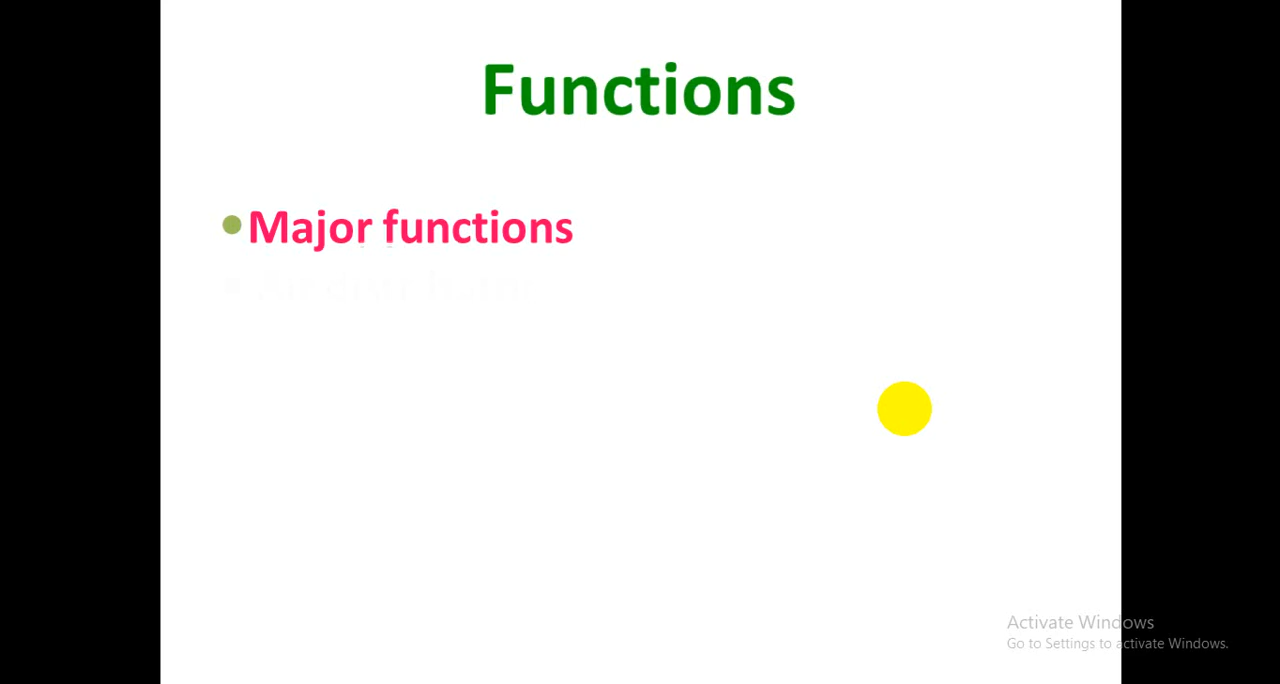 Functions
Major functions
Activate Windows
Go to Settings to activate Windows.